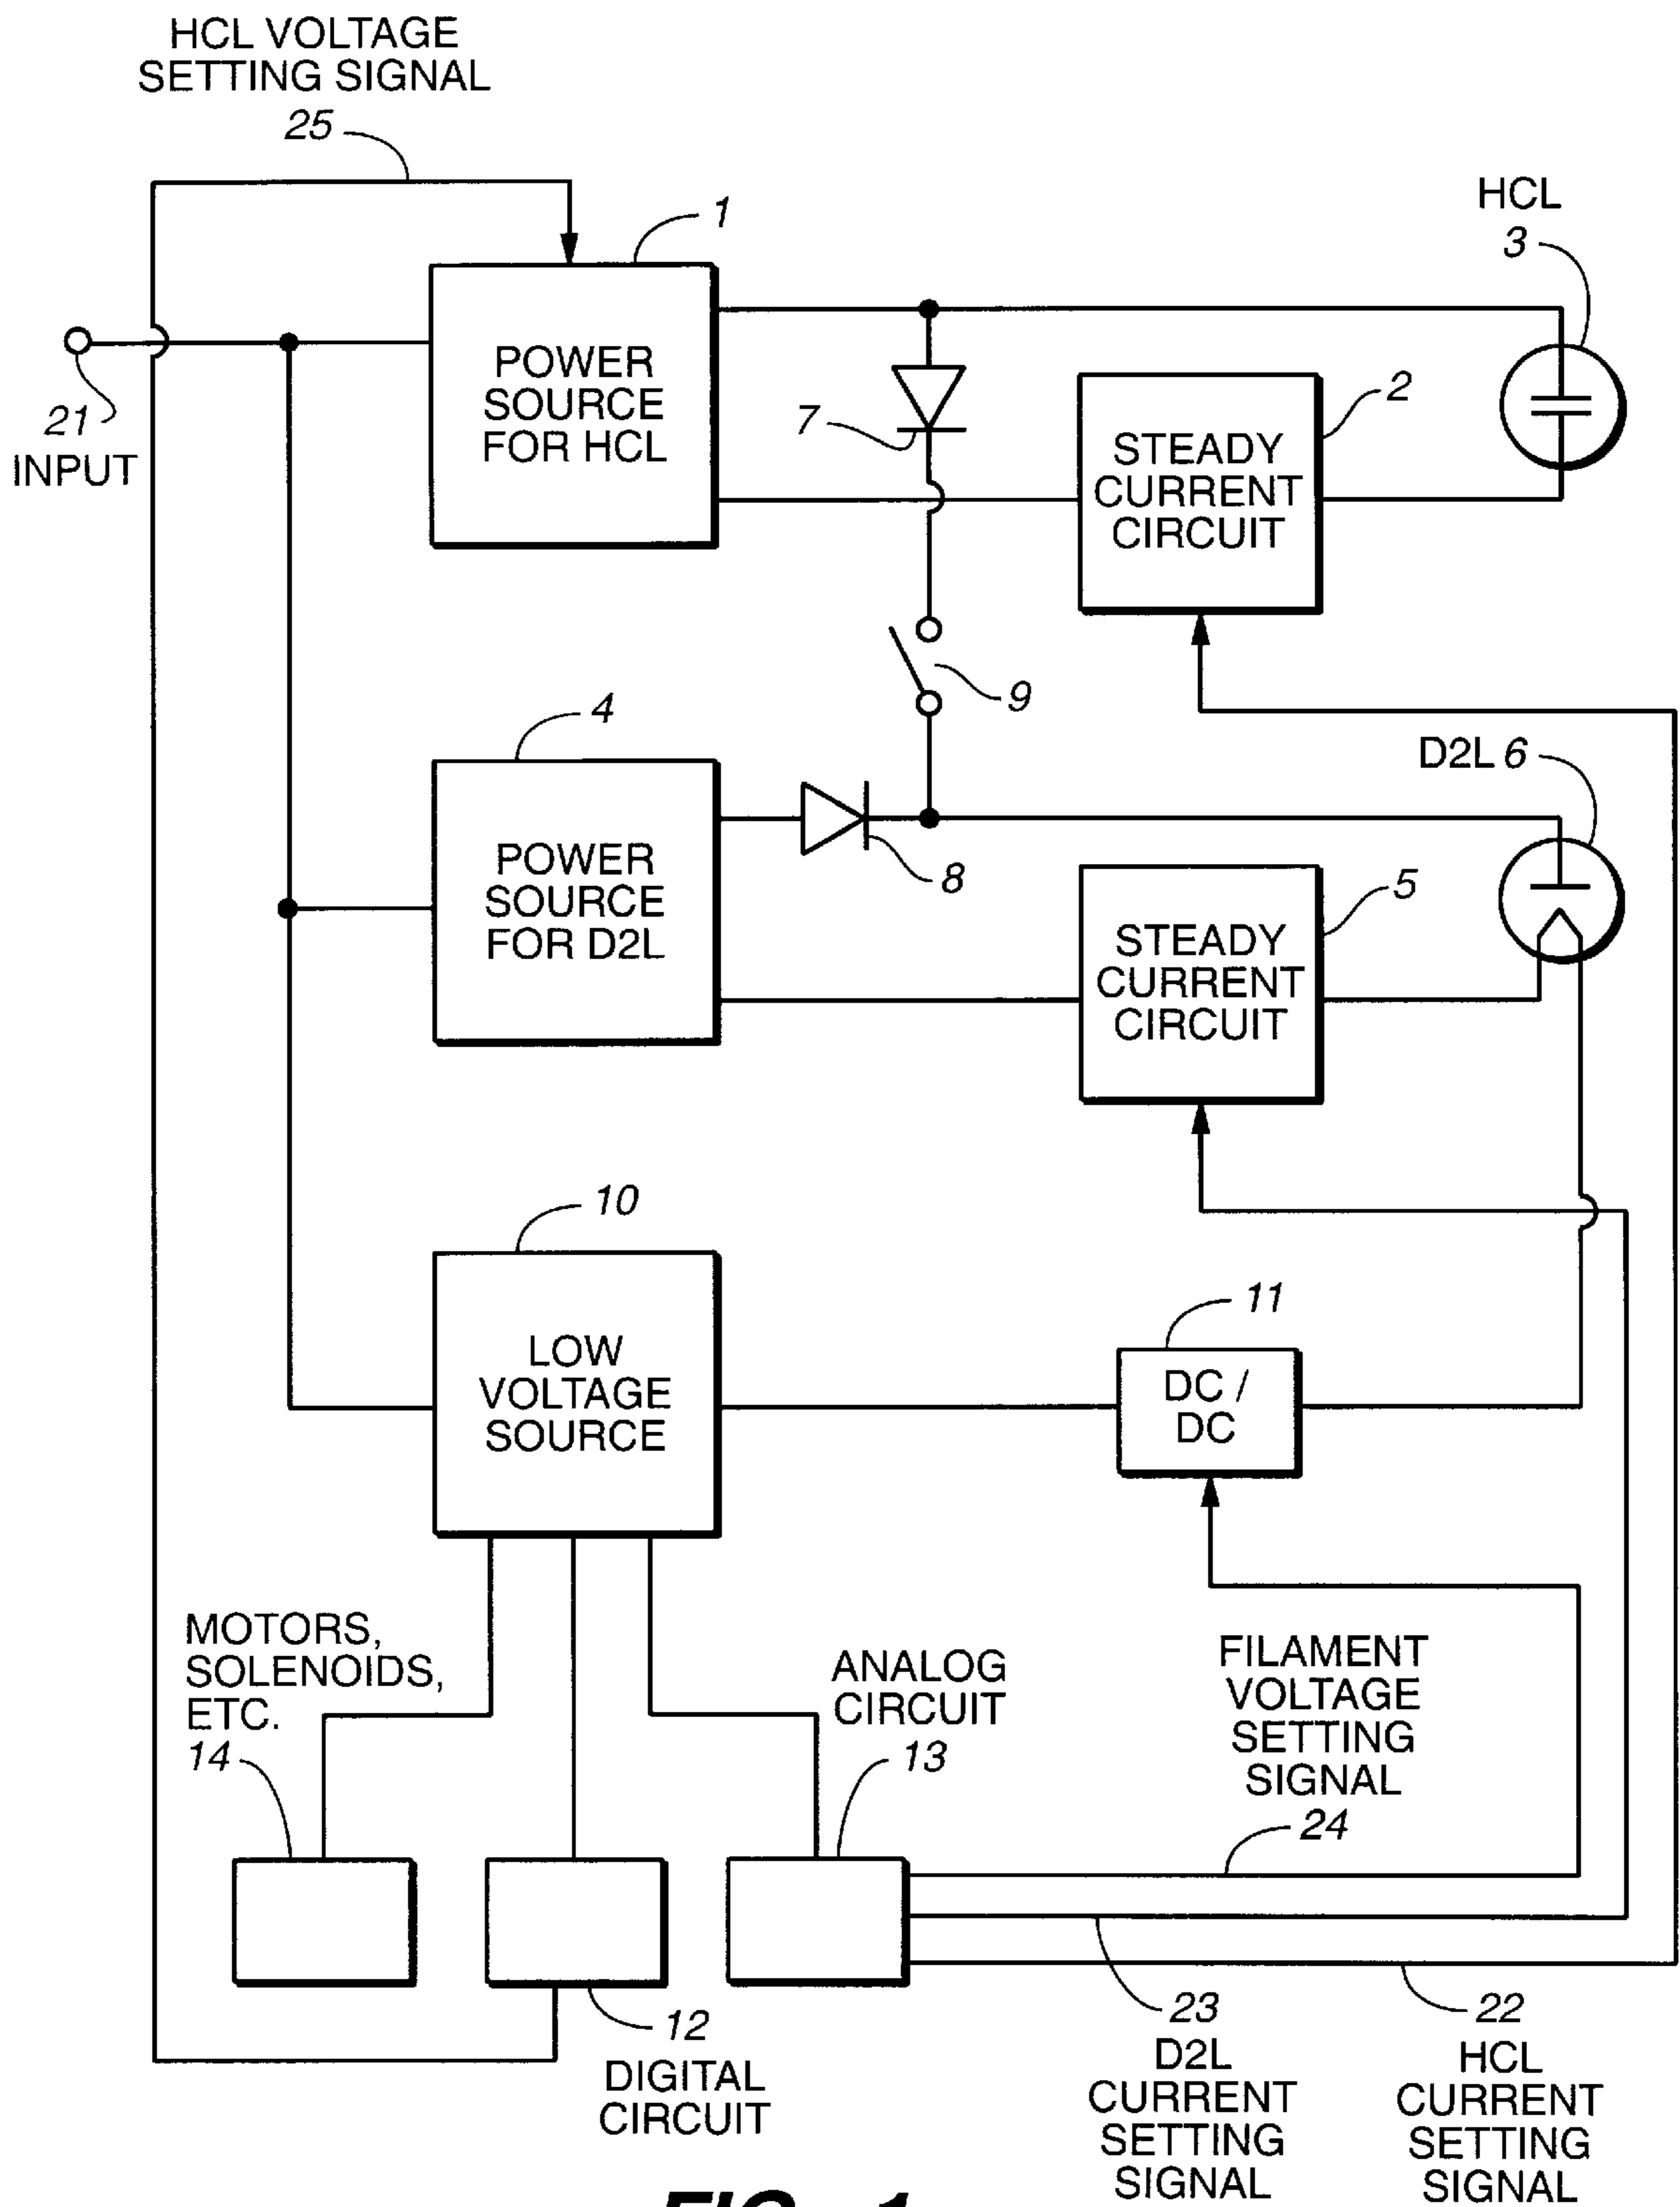 HCL VOLTAGE
SETTING SIGNAL
25
1
HCL
3
21
INPUT
POWER
SOURCE
FOR HCL
7
STEADY
CURRENT
CIRCUIT
2
9
4
D2L 6
POWER
SOURCE
FOR D2L
8
STEADY
CURRENT
CIRCUIT
5
10
LOW
VOLTAGE
SOURCE
11
DC /
DC
MOTORS,
SOLENOIDS,
ETC.
14
ANALOG
CIRCUIT
13
FILAMENT
VOLTAGE
SETTING
SIGNAL
24
12
DIGITAL
CIRCUIT
23
D2L
CURRENT
SETTING
SIGNAL
22
HCL
CURRENT
SETTING
SIGNAL
FIG. 1